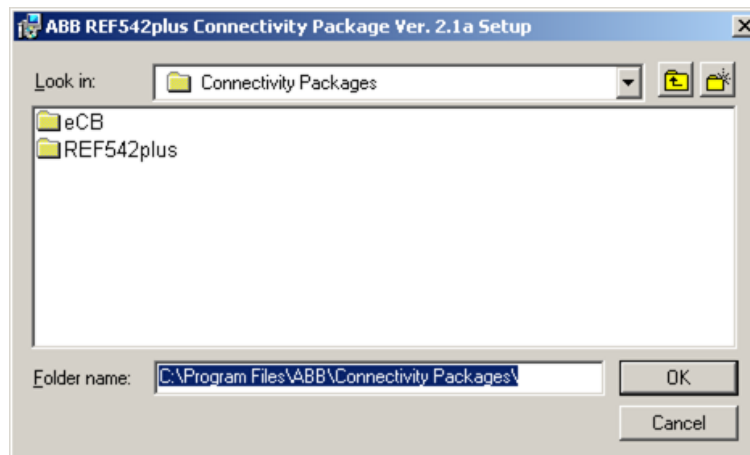 ABB REF542plus Connectivity Package Ver. 2.1a Setup
Look in: Connectivity Packages
eCB
REF542plus
Folder name: C:\Program Files\ABB\Connectivity Packages\ OK
Cancel